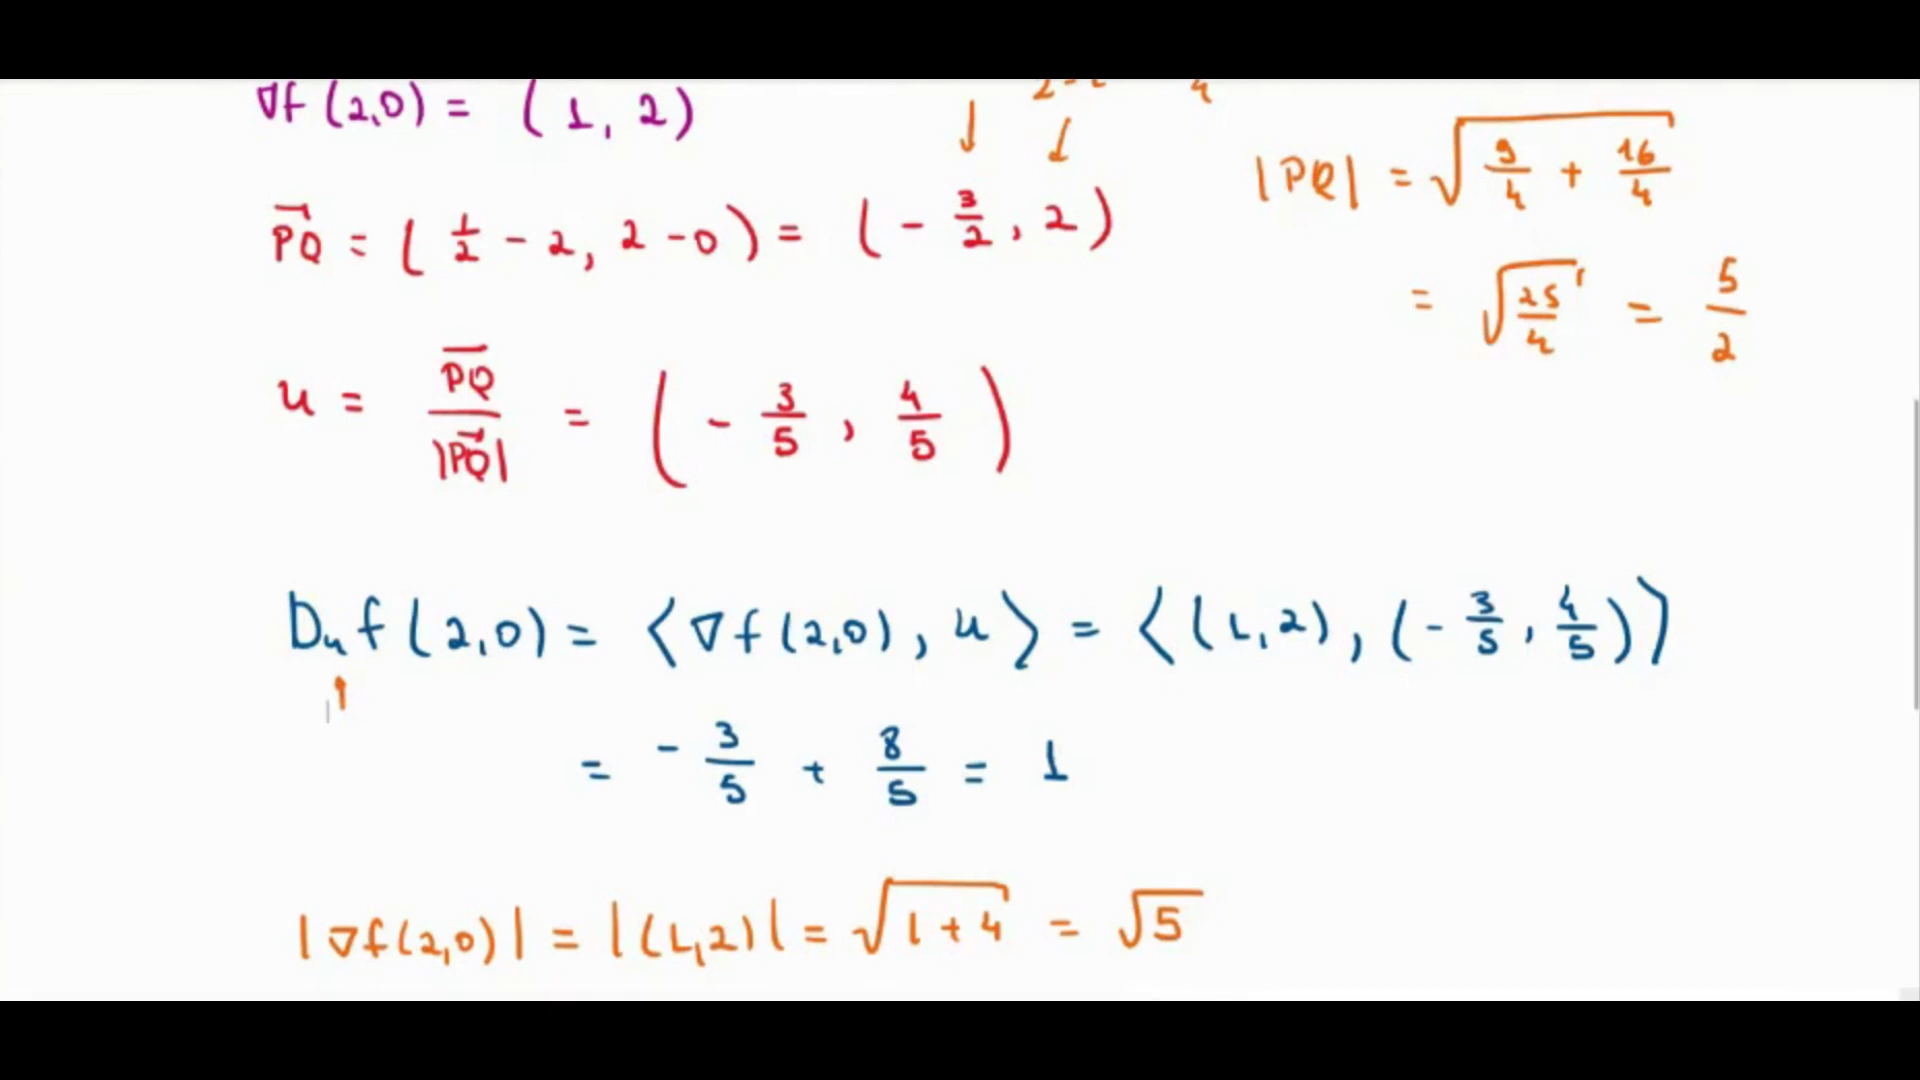 ∇f (2,0) = (1, 2)
PQ = (1/2 - 2, 2 - 0) = (- 3/2, 2)
|PQ| = √(9/4 + 16/4)
= √(25/4) = 5/2
u = PQ/|PQ| = (- 3/5, 4/5)
Duf(2,0) = ⟨∇f(2,0), u⟩ = ⟨(1,2), (- 3/5, 4/5)⟩
= - 3/5 + 8/5 = 1
|∇f(2,0)| = |(1,2)| = √(1+4) = √5